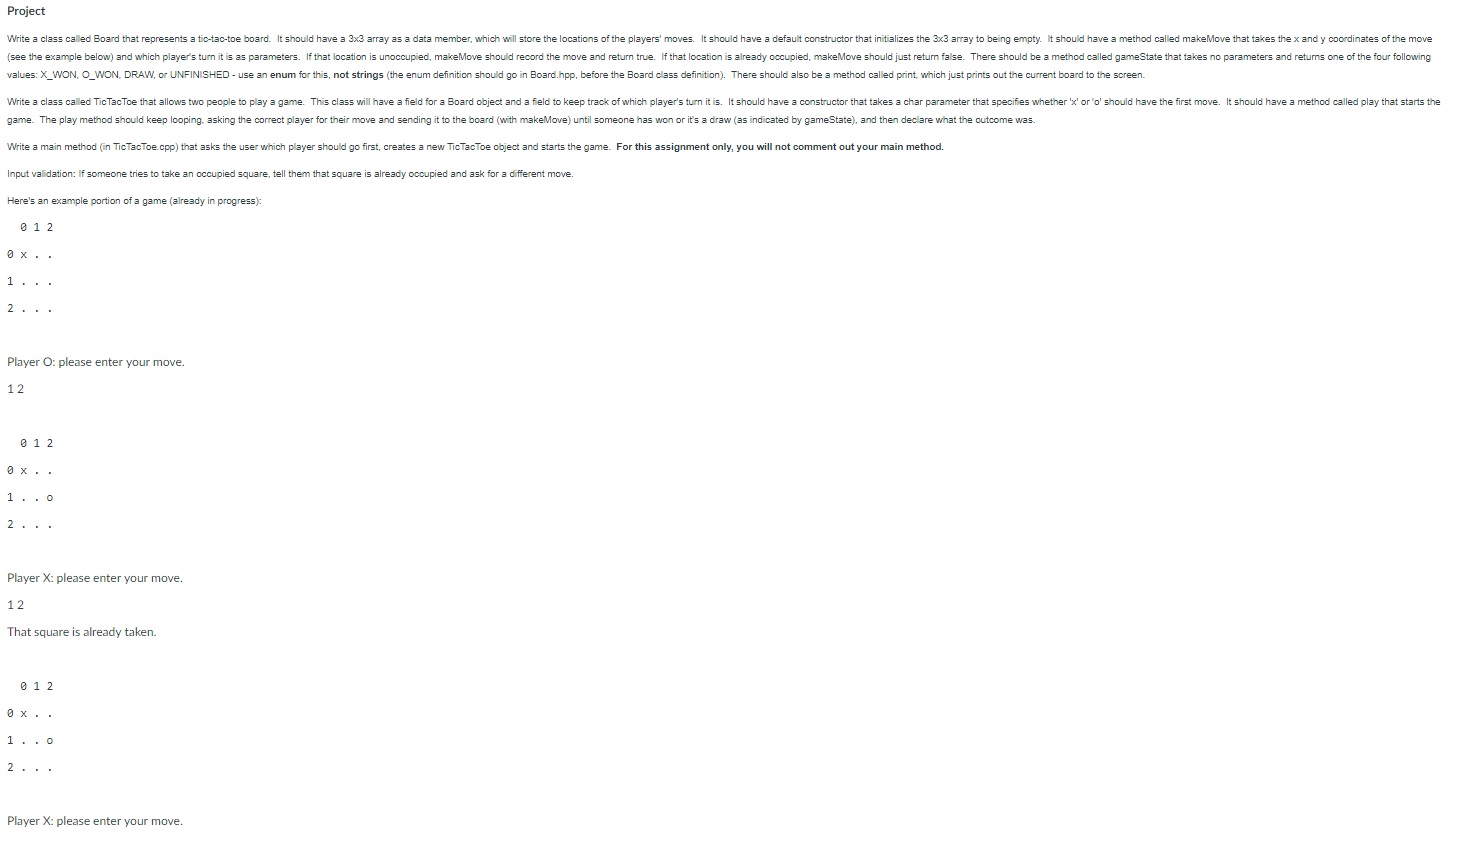 Project
Write a class called Board that represents a tic-tac-toe board. It should have a 3x3 array as a data member, which will store the locations of the players' moves. It should have a default constructor that initializes the 3x3 array to being empty. It should have a method called makeMove that takes the x and y coordinates of the move
(see the example below) and which player's turn it is as parameters. If that location is unoccupied, makeMove should record the move and return true. If that location is already occupied, makeMove should just return false. There should be a method called gameState that takes no parameters and returns one of the four following
values: X_WON, O_WON, DRAW, or UNFINISHED - use an enum for this, not strings (the enum definition should go in Board.hpp, before the Board class definition). There should also be a method called print, which just prints out the current board to the screen.
Write a class called TicTacToe that allows two people to play a game. This class will have a field for a Board object and a field to keep track of which player's turn it is. It should have a constructor that takes a char parameter that specifies whether 'x' or 'o' should have the first move. It should have a method called play that starts the
game. The play method should keep looping, asking the correct player for their move and sending it to the board (with makeMove) until someone has won or it's a draw (as indicated by gameState), and then declare what the outcome was.
Write a main method (in TicTacToe.cpp) that asks the user which player should go first, creates a new TicTacToe object and starts the game. For this assignment only, you will not comment out your main method.
Input validation: If someone tries to take an occupied square, tell them that square is already occupied and ask for a different move.
Here's an example portion of a game (already in progress):
0 1 2
0 x . .
1 . . .
2 . . .
Player O: please enter your move.
1 2
0 1 2
0 x . .
1 . . o
2 . . .
Player X: please enter your move.
1 2
That square is already taken.
0 1 2
0 x . .
1 . . o
2 . . .
Player X: please enter your move.